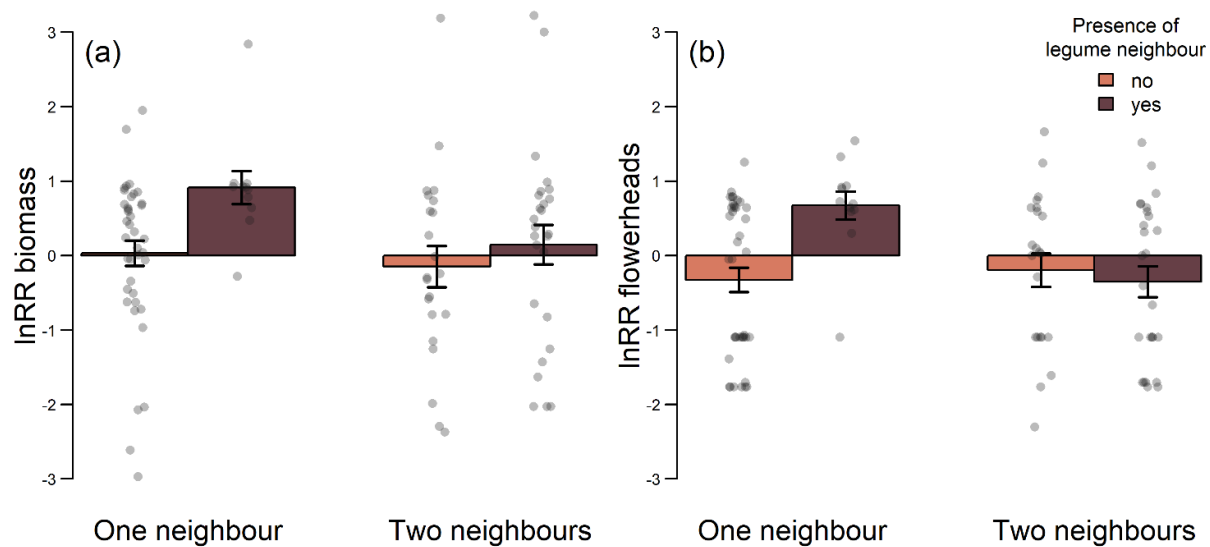 (a)
lnRR biomass
3
2
1
0
-1
-2
-3
One neighbour
Two neighbours
(b)
lnRR flowerheads
3
2
1
0
-1
-2
-3
One neighbour
Two neighbours
Presence of
legume neighbour
no
yes